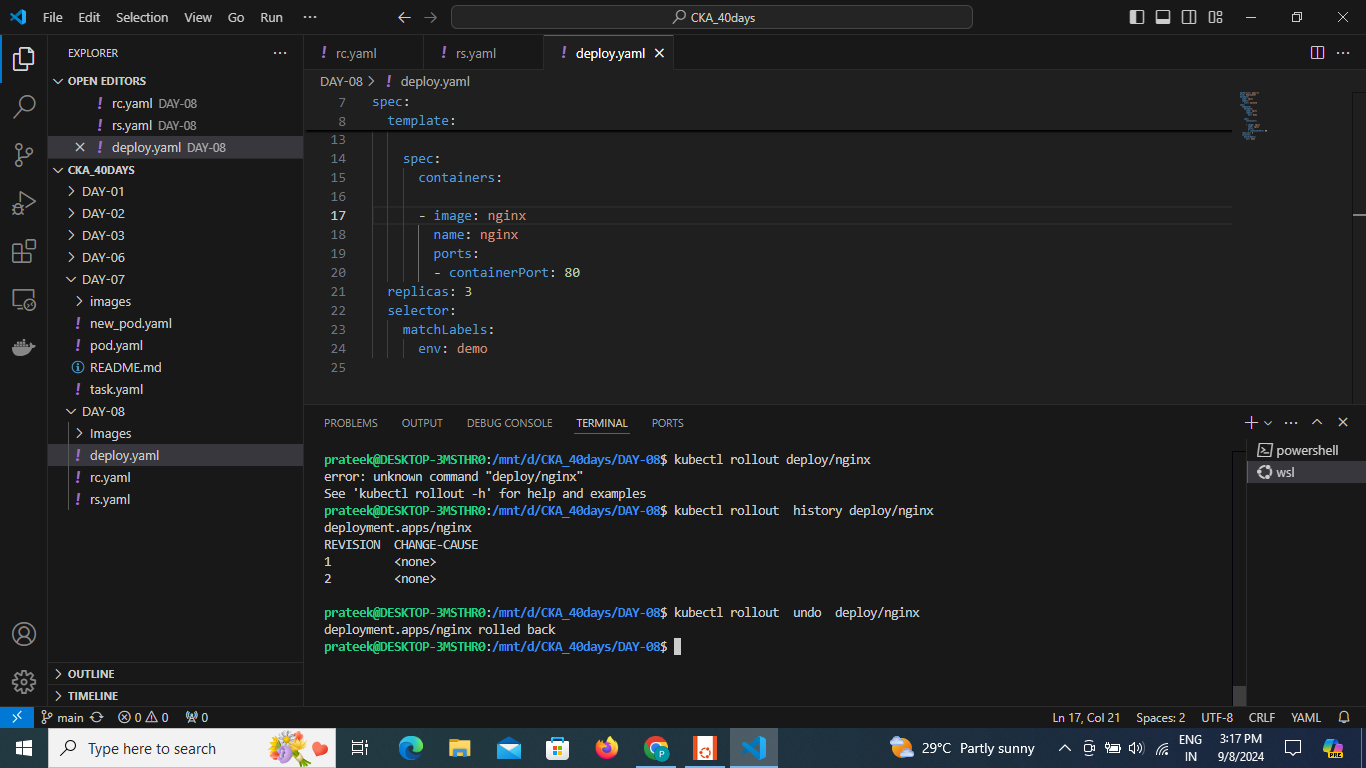 File Edit Selection View Go Run ··· CKA_40days
EXPLORER ···
OPEN EDITORS
rc.yaml DAY-08
rs.yaml DAY-08
deploy.yaml DAY-08
CKA_40DAYS
DAY-01
DAY-02
DAY-03
DAY-06
DAY-07
images
new_pod.yaml
pod.yaml
README.md
task.yaml
DAY-08
Images
deploy.yaml
rc.yaml
rs.yaml
OUTLINE
TIMELINE
! rc.yaml ! rs.yaml ! deploy.yaml
DAY-08 > ! deploy.yaml
7 spec:
8 template:
13
14 spec:
15 containers:
16
17 - image: nginx
18 name: nginx
19 ports:
20 - containerPort: 80
21 replicas: 3
22 selector:
23 matchLabels:
24 env: demo
25
PROBLEMS OUTPUT DEBUG CONSOLE TERMINAL PORTS
prateek@DESKTOP-3MSTHR0:/mnt/d/CKA_40days/DAY-08$ kubectl rollout deploy/nginx
error: unknown command "deploy/nginx"
See 'kubectl rollout -h' for help and examples
prateek@DESKTOP-3MSTHR0:/mnt/d/CKA_40days/DAY-08$ kubectl rollout  history deploy/nginx
deployment.apps/nginx
REVISION  CHANGE-CAUSE
1         <none>
2         <none>
prateek@DESKTOP-3MSTHR0:/mnt/d/CKA_40days/DAY-08$ kubectl rollout  undo  deploy/nginx
deployment.apps/nginx rolled back
prateek@DESKTOP-3MSTHR0:/mnt/d/CKA_40days/DAY-08$
powershell
wsl
main 0 0 0 Ln 17, Col 21 Spaces: 2 UTF-8 CRLF YAML
Type here to search 29°C Partly sunny ENG IN 3:17 PM 9/8/2024 PRE